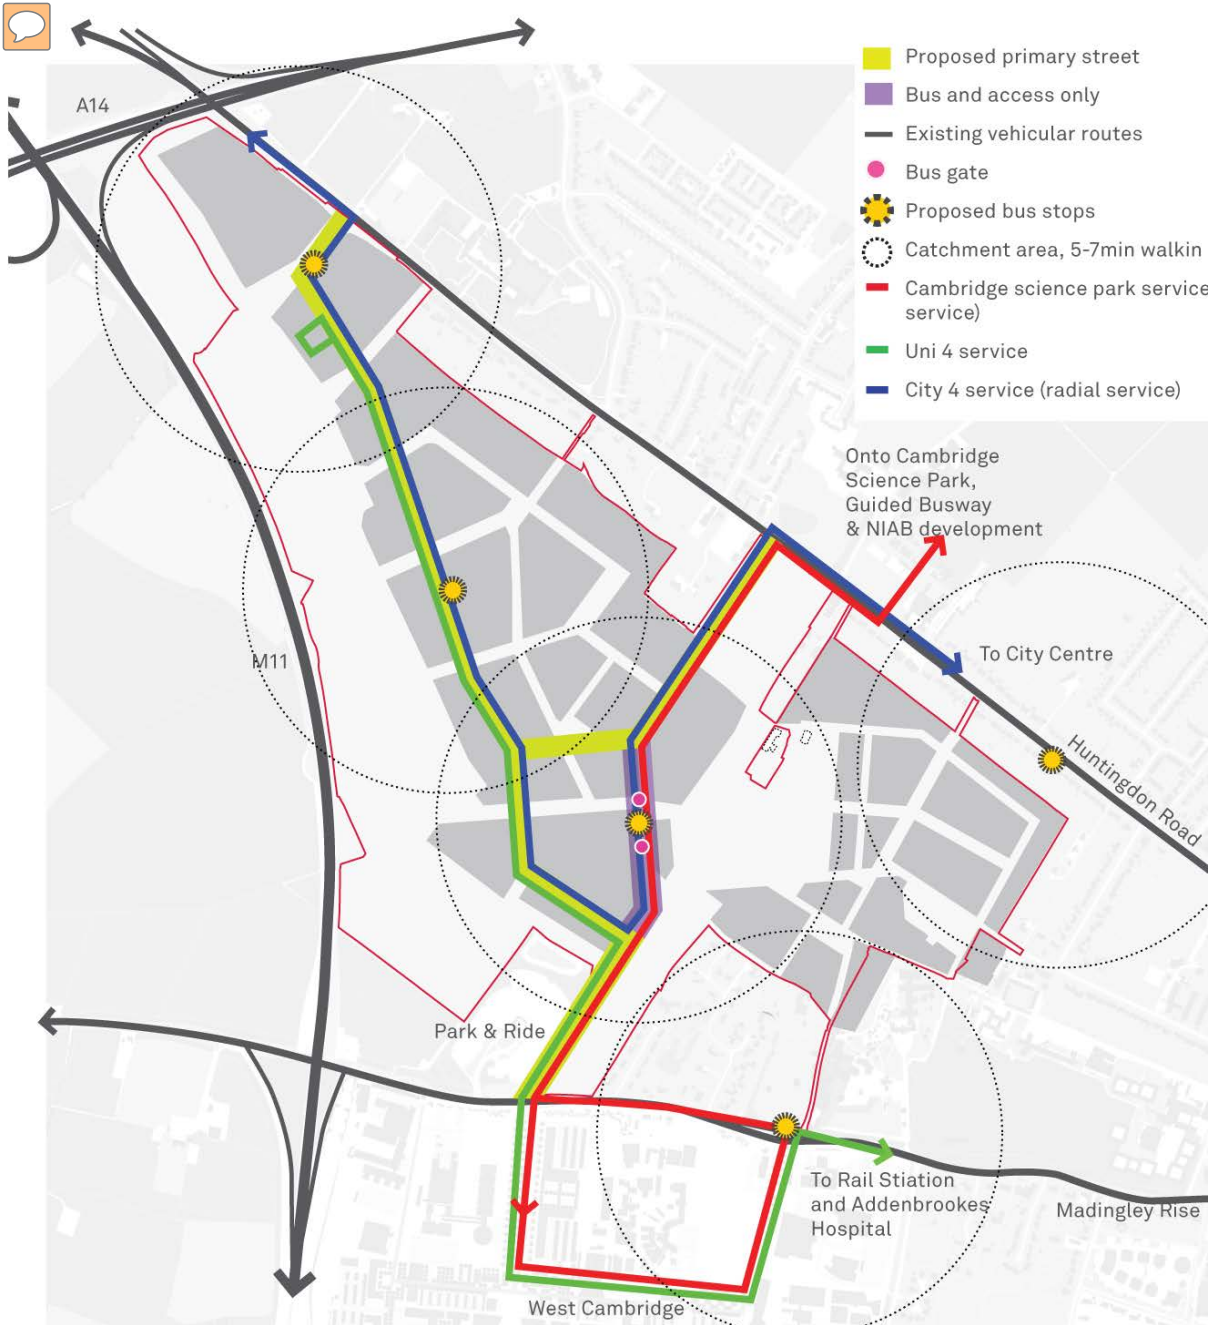 A14
Proposed primary street
Bus and access only
Existing vehicular routes
Bus gate
Proposed bus stops
Catchment area, 5-7min walkin
Cambridge science park service
service)
Uni 4 service
City 4 service (radial service)
Onto Cambridge
Science Park,
Guided Busway
& NIAB development
M11
To City Centre
Huntingdon Road
Park & Ride
To Rail Stiation
and Addenbrookes
Hospital
Madingley Rise
West Cambridge